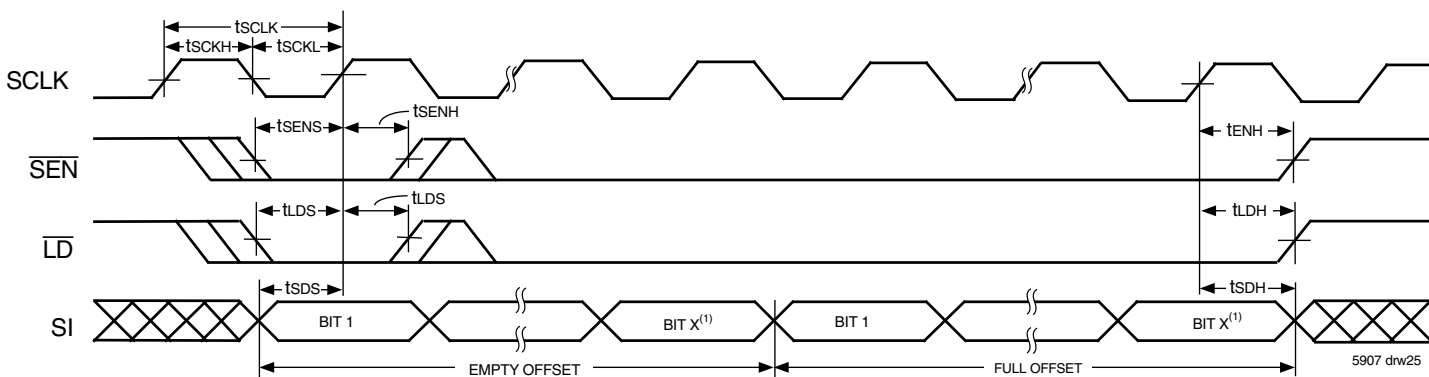 tSCLK
tSCKH
tSCKL
SCLK
tSENH
tSENS
tENH
SEN
tLDS
tLDS
tLDH
LD
tSDS
tSDH
SI
BIT 1
BIT X(1)
BIT 1
BIT X(1)
EMPTY OFFSET
FULL OFFSET
5907 drw25